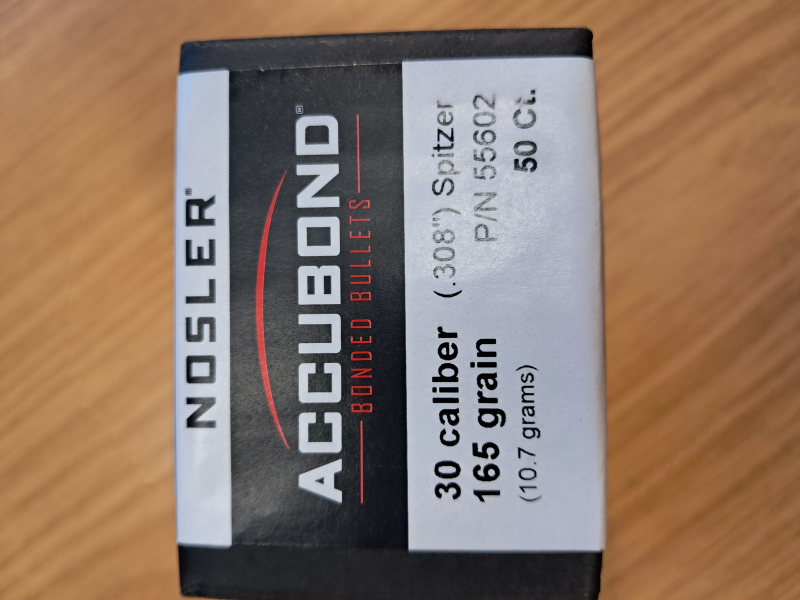 NOSLER®
ACCUBOND®
BONDED BULLETS
30 caliber (.308") Spitzer
165 grain P/N 55602
(10.7 grams) 50 Ct.